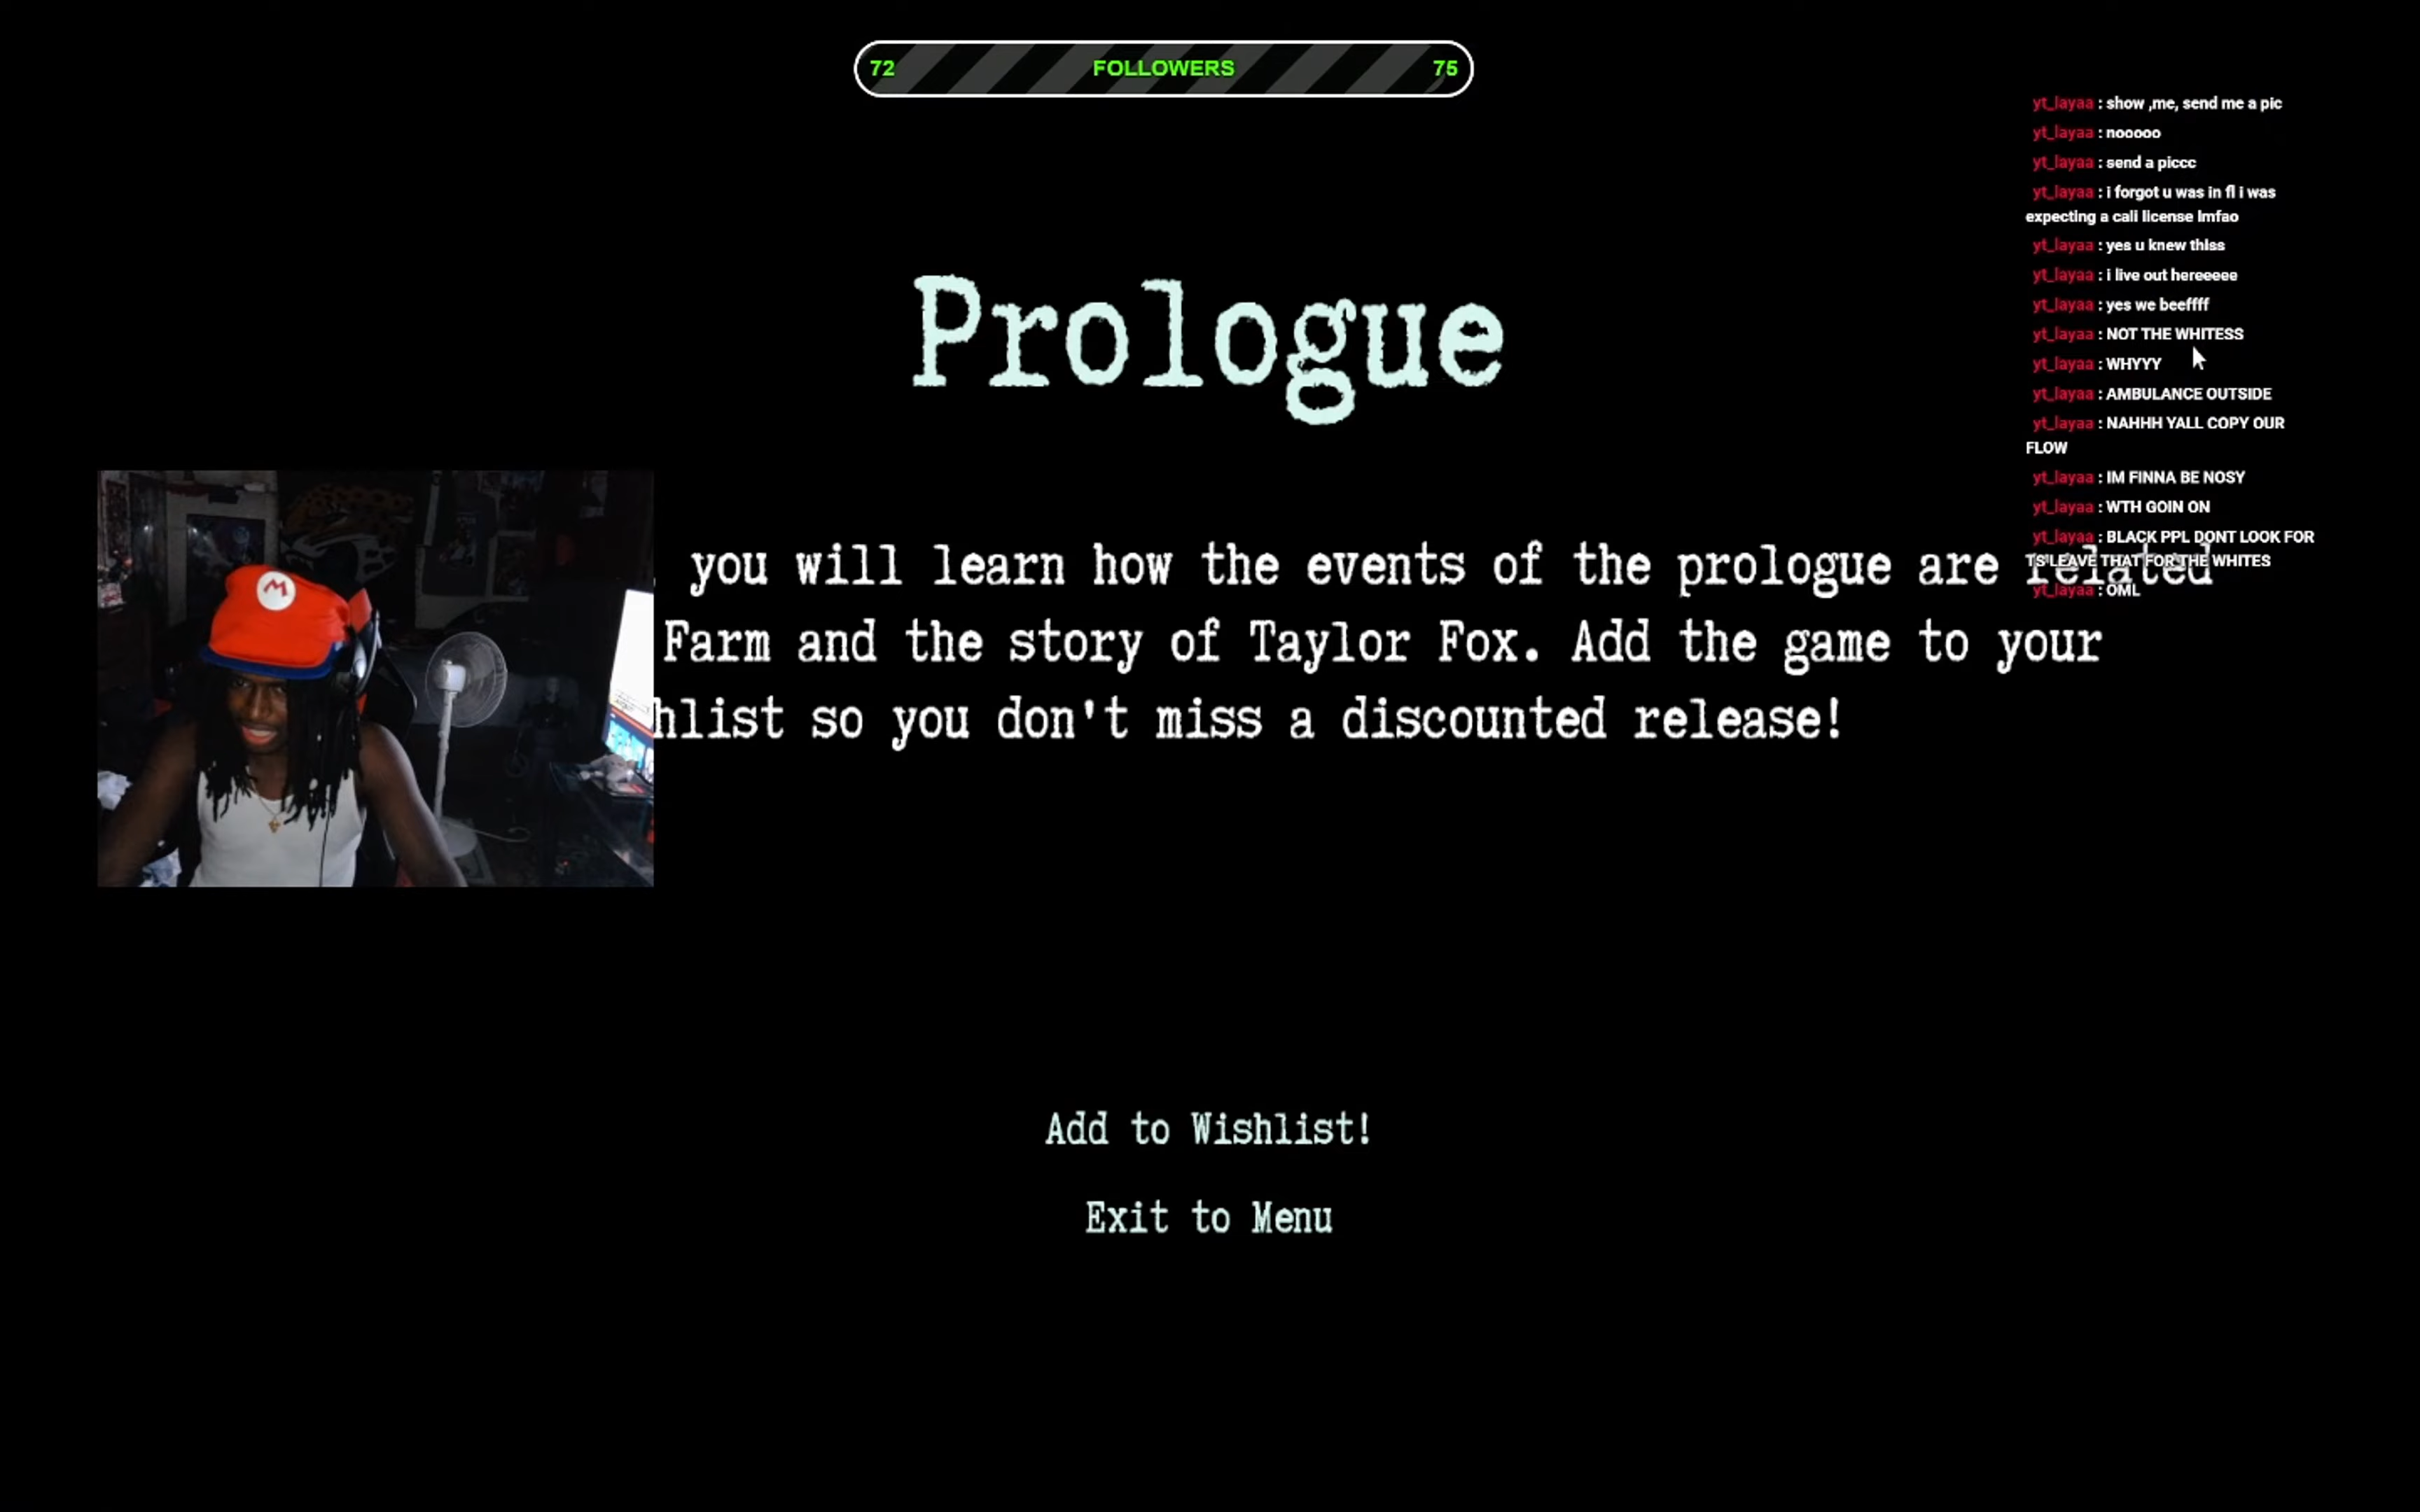 72 FOLLOWERS 75
Prologue
you will learn how the events of the prologue are related
Farm and the story of Taylor Fox. Add the game to your
hlist so you don't miss a discounted release!
Add to Wishlist!
Exit to Menu
yt_layaa : show ,me, send me a pic
yt_layaa : nooooo
yt_layaa : send a piccc
yt_layaa : i forgot u was in fl i was
expecting a cali license lmfao
yt_layaa : yes u knew thiss
yt_layaa : i live out hereeeee
yt_layaa : yes we beeffff
yt_layaa : NOT THE WHITESS
yt_layaa : WHYYY
yt_layaa : AMBULANCE OUTSIDE
yt_layaa : NAHHH YALL COPY OUR
FLOW
yt_layaa : IM FINNA BE NOSY
yt_layaa : WTH GOIN ON
yt_layaa : BLACK PPL DONT LOOK FOR
TS LEAVE THAT FOR THE WHITES
yt_layaa : OML
M